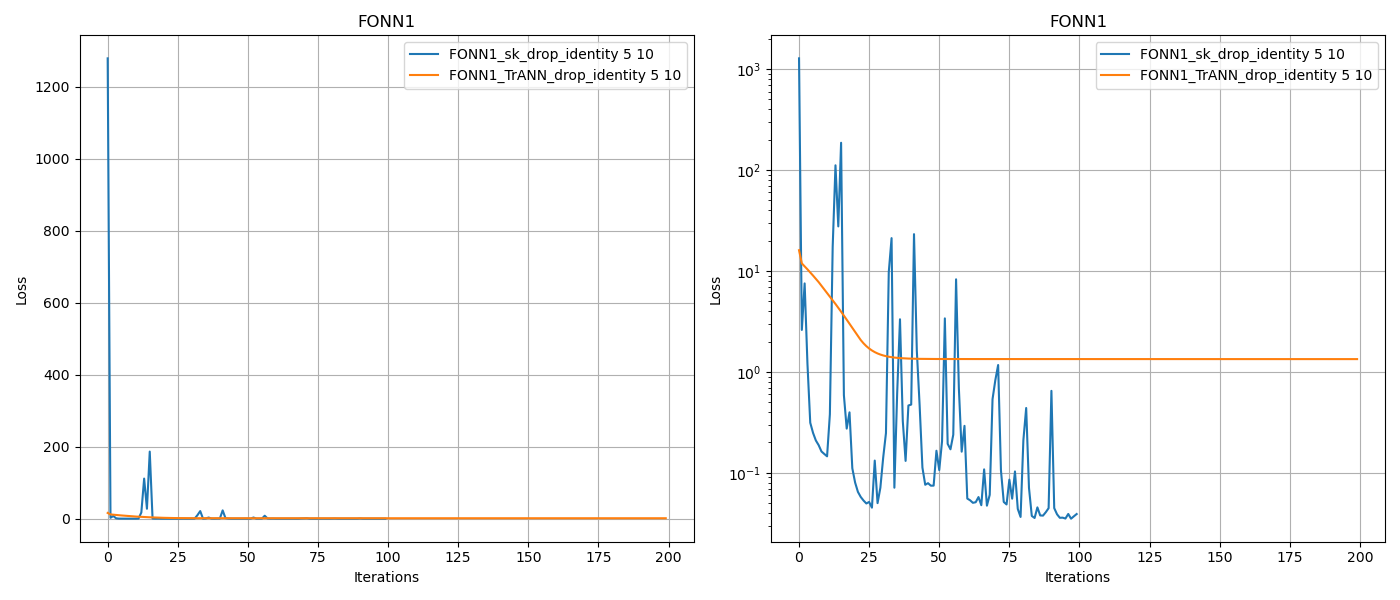 FONN1
FONN1_sk_drop_identity 5 10
FONN1_TrANN_drop_identity 5 10
1200
1000
800
600
400
200
0
Loss
0 25 50 75 100 125 150 175 200
Iterations
FONN1
FONN1_sk_drop_identity 5 10
FONN1_TrANN_drop_identity 5 10
10³
10²
10¹
10⁰
10⁻¹
Loss
0 25 50 75 100 125 150 175 200
Iterations